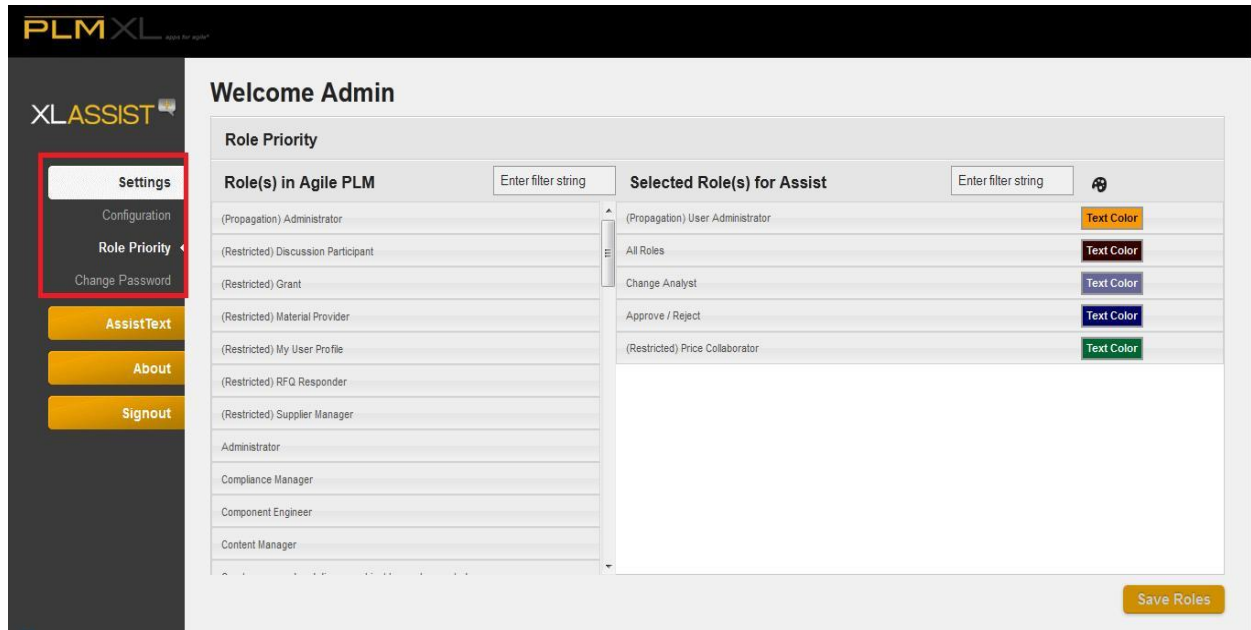 PLMXL apps for agile
XLASSIST
Welcome Admin
Role Priority
Settings
Configuration
Role Priority
Change Password
AssistText
About
Signout
Role(s) in Agile PLM
Enter filter string
(Propagation) Administrator
(Restricted) Discussion Participant
(Restricted) Grant
(Restricted) Material Provider
(Restricted) My User Profile
(Restricted) RFQ Responder
(Restricted) Supplier Manager
Administrator
Compliance Manager
Component Engineer
Content Manager
Selected Role(s) for Assist
Enter filter string
(Propagation) User Administrator Text Color
All Roles Text Color
Change Analyst Text Color
Approve / Reject Text Color
(Restricted) Price Collaborator Text Color
Save Roles